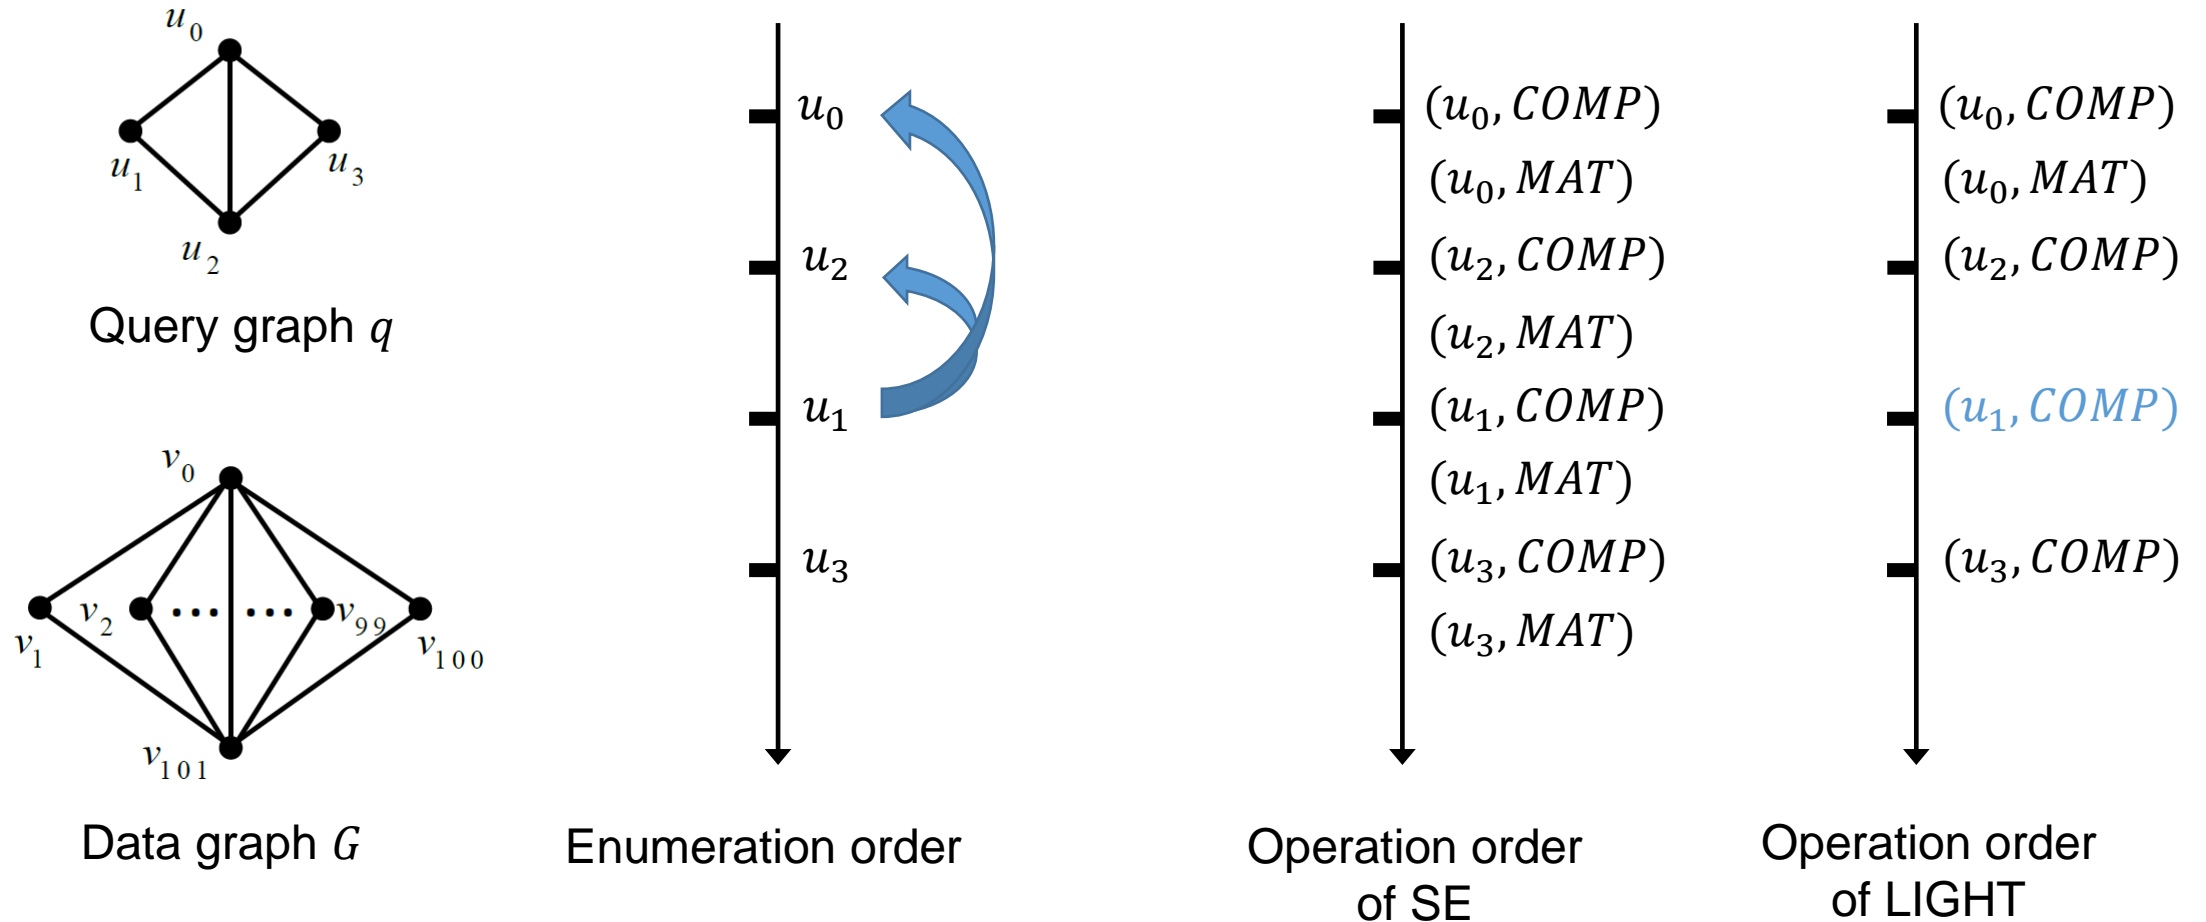 u₀
u₁
u₃
u₂
Query graph q
v₀
v₁
v₂
... ...
v₉₉
v₁₀₀
v₁₀₁
Data graph G
u₀
u₂
u₁
u₃
Enumeration order
(u₀, COMP)
(u₀, MAT)
(u₂, COMP)
(u₂, MAT)
(u₁, COMP)
(u₁, MAT)
(u₃, COMP)
(u₃, MAT)
Operation order
of SE
(u₀, COMP)
(u₀, MAT)
(u₂, COMP)
(u₁, COMP)
(u₃, COMP)
Operation order
of LIGHT